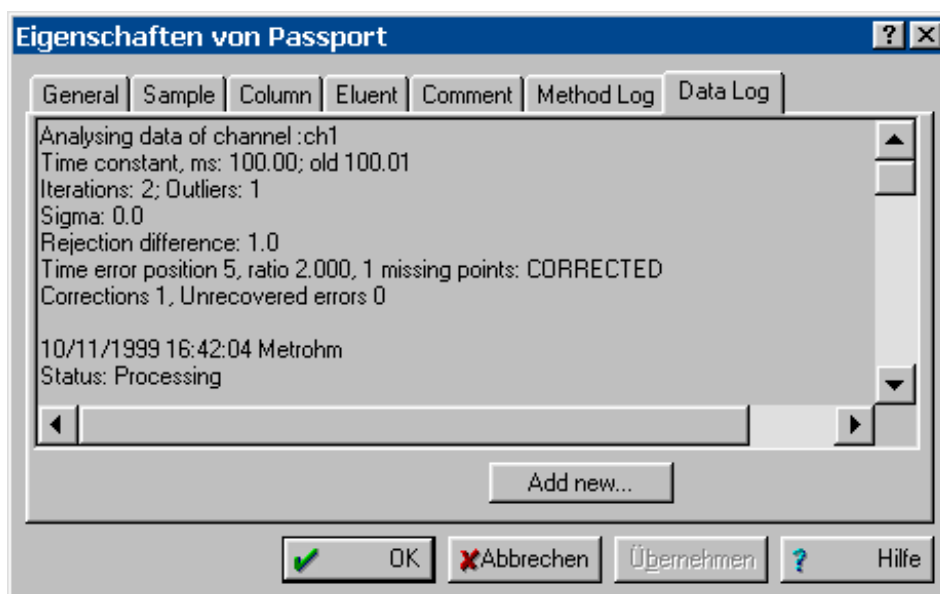 Eigenschaften von Passport
General Sample Column Eluent Comment Method Log Data Log
Analysing data of channel :ch1
Time constant, ms: 100.00; old 100.01
Iterations: 2; Outliers: 1
Sigma: 0.0
Rejection difference: 1.0
Time error position 5, ratio 2.000, 1 missing points: CORRECTED
Corrections 1, Unrecovered errors 0
10/11/1999 16:42:04 Metrohm
Status: Processing
Add new...
OK Abbrechen Übernehmen Hilfe